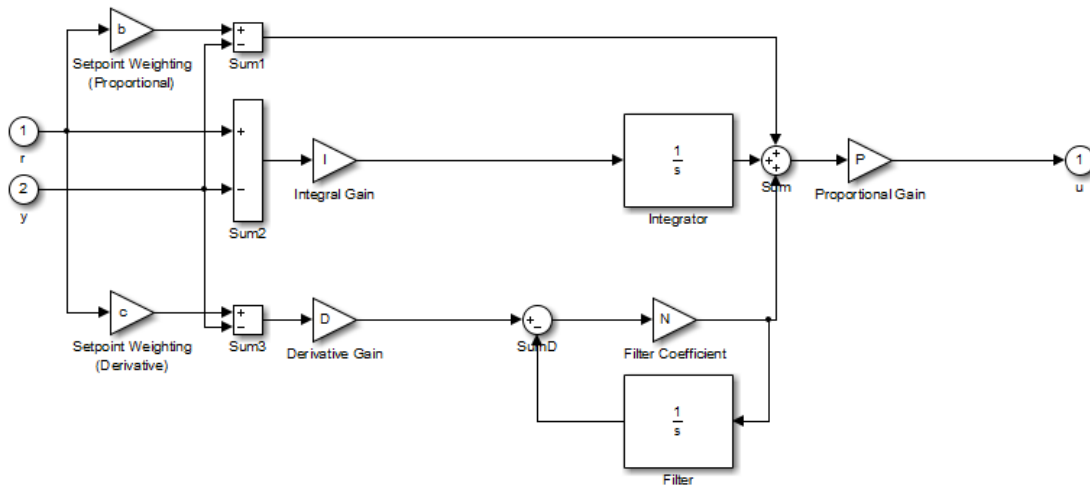 b
+
−
Sum1
Setpoint Weighting
(Proportional)
1
r
+
2
y
−
Sum2
I
Integral Gain
1
s
Integrator
+
+
+
Sum
P
Proportional Gain
1
u
c
Setpoint Weighting
(Derivative)
+
−
Sum3
D
Derivative Gain
+
−
SumD
N
Filter Coefficient
1
s
Filter